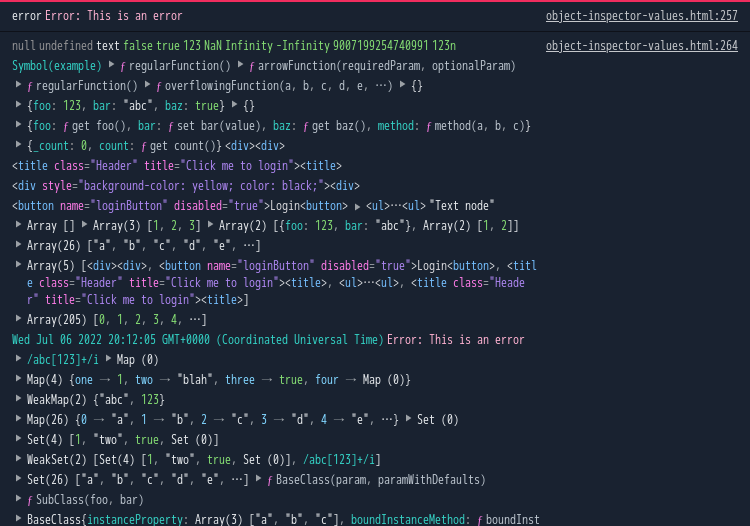 error Error: This is an error object-inspector-values.html:257
null undefined text false true 123 NaN Infinity -Infinity 9007199254740991 123n object-inspector-values.html:264
Symbol(example) ▶ ƒ regularFunction() ▶ ƒ arrowFunction(requiredParam, optionalParam)
▶ ƒ regularFunction() ▶ ƒ overflowingFunction(a, b, c, d, e, …) ▶ {}
▶ {foo: 123, bar: "abc", baz: true} ▶ {}
▶ {foo: ƒ get foo(), bar: ƒ set bar(value), baz: ƒ get baz(), method: ƒ method(a, b, c)}
▶ {_count: 0, count: ƒ get count()} <div><div>
<title class="Header" title="Click me to login"><title>
<div style="background-color: yellow; color: black;"><div>
<button name="loginButton" disabled="true">Login<button> ▶ <ul>…<ul> "Text node"
▶ Array [] ▶ Array(3) [1, 2, 3] ▶ Array(2) [{foo: 123, bar: "abc"}, Array(2) [1, 2]]
▶ Array(26) ["a", "b", "c", "d", "e", …]
▶ Array(5) [<div><div>, <button name="loginButton" disabled="true">Login<button>, <titl
e class="Header" title="Click me to login"><title>, <ul>…<ul>, <title class="Heade
r" title="Click me to login"><title>]
▶ Array(205) [0, 1, 2, 3, 4, …]
Wed Jul 06 2022 20:12:05 GMT+0000 (Coordinated Universal Time) Error: This is an error
▶ /abc[123]+/i ▶ Map (0)
▶ Map(4) {one → 1, two → "blah", three → true, four → Map (0)}
▶ WeakMap(2) {"abc", 123}
▶ Map(26) {0 → "a", 1 → "b", 2 → "c", 3 → "d", 4 → "e", …} ▶ Set (0)
▶ Set(4) [1, "two", true, Set (0)]
▶ WeakSet(2) [Set(4) [1, "two", true, Set (0)], /abc[123]+/i]
▶ Set(26) ["a", "b", "c", "d", "e", …] ▶ ƒ BaseClass(param, paramWithDefaults)
▶ ƒ SubClass(foo, bar)
▶ BaseClass{instanceProperty: Array(3) ["a", "b", "c"], boundInstanceMethod: ƒ boundInst